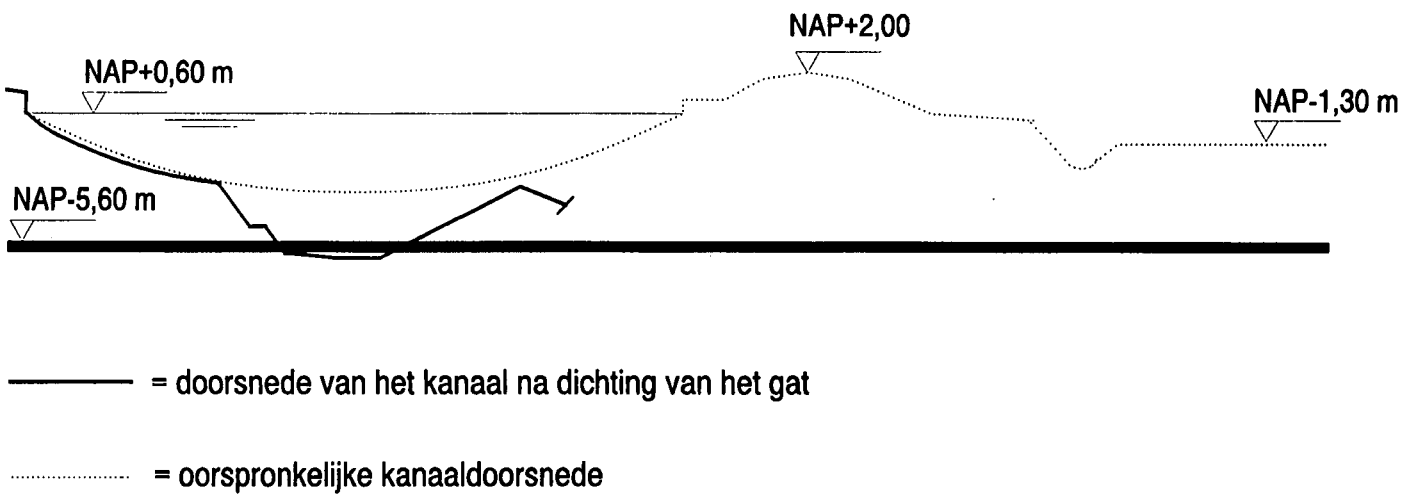 NAP+2,00
NAP+0,60 m
NAP-1,30 m
NAP-5,60 m
= doorsnede van het kanaal na dichting van het gat
= oorspronkelijke kanaaldoorsnede